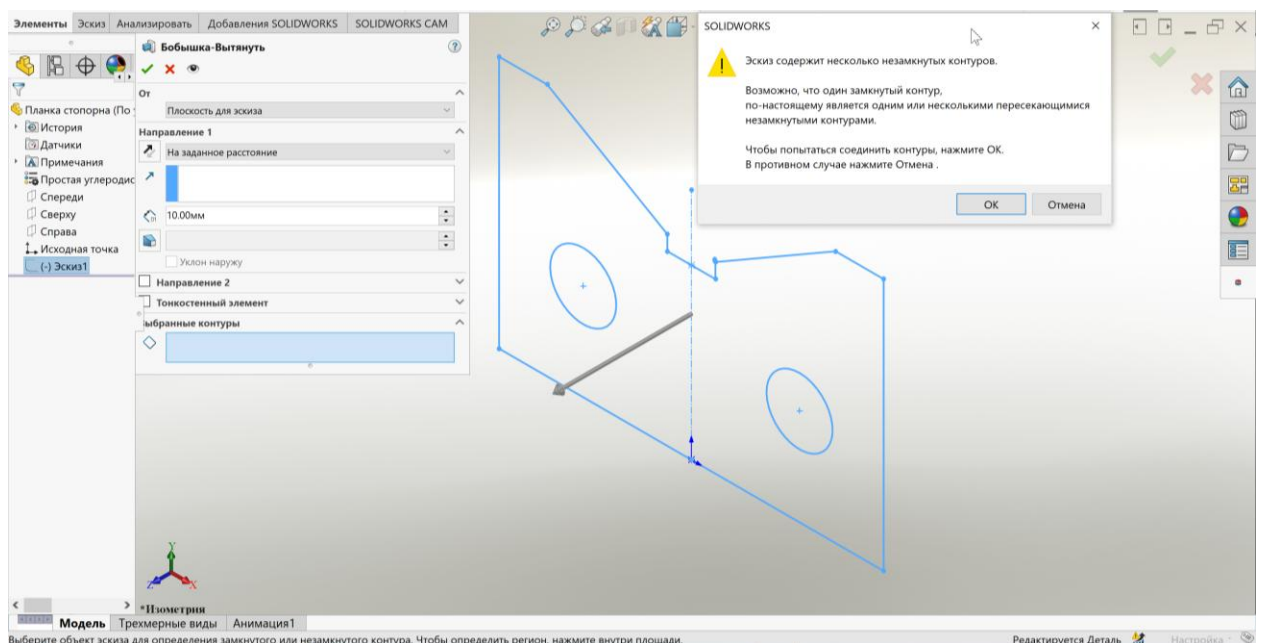 Элементы Эскиз Анализировать Добавления SOLIDWORKS SOLIDWORKS CAM
Бобышка-Вытянуть
От
Плоскость для эскиза
Направление 1
На заданное расстояние
10.00мм
Уклон наружу
Направление 2
Тонкостенный элемент
ыбранные контуры
Планка стопорна (По
История
Датчики
Примечания
Простая углеродис
Спереди
Сверху
Справа
Исходная точка
(-) Эскиз1
SOLIDWORKS
Эскиз содержит несколько незамкнутых контуров.
Возможно, что один замкнутый контур,
по-настоящему является одним или несколькими пересекающимися
незамкнутыми контурами.
Чтобы попытаться соединить контуры, нажмите ОК.
В противном случае нажмите Отмена .
ОК Отмена
Y
Z X
*Изометрия
Модель Трехмерные виды Анимация1
Выберите объект эскиза для определения замкнутого или незамкнутого контура. Чтобы определить регион, нажмите внутри площади.
Редактируется Деталь Настройка